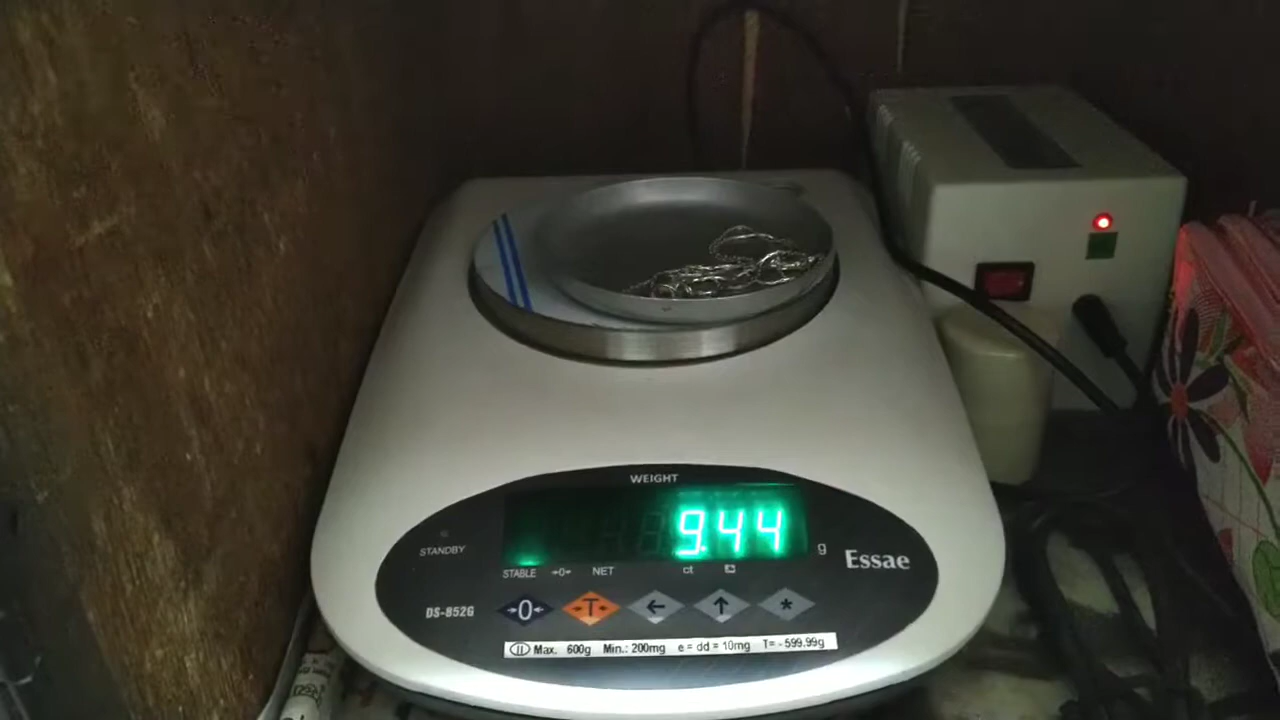 WEIGHT
9.44
g
STANDBY
STABLE →0← NET ct
Essae
DS-852G
→0← →T← ← ↑ *
II Max. 600g Min.: 200mg e = dd = 10mg T= - 599.99g